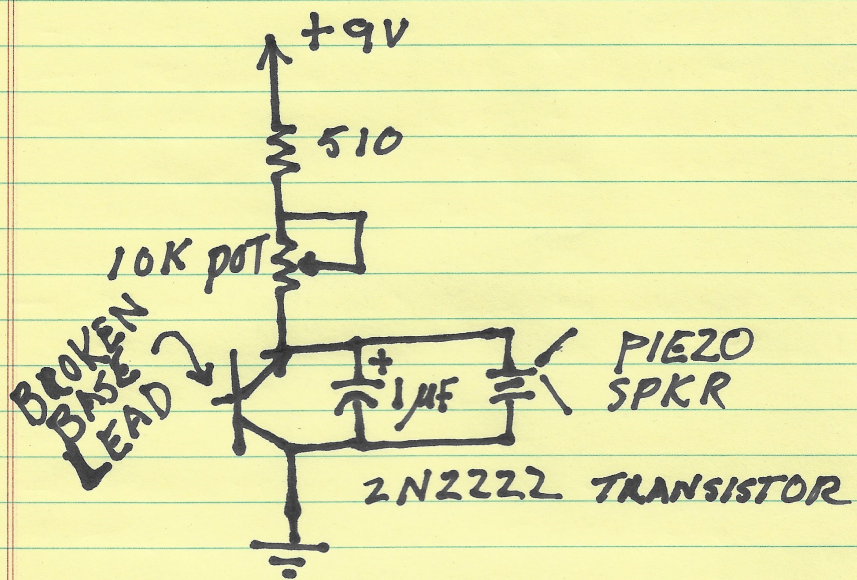 +9V
510
10K POT
BROKEN
BASE
LEAD
+
1µF
PIEZO
SPKR
2N2222 TRANSISTOR